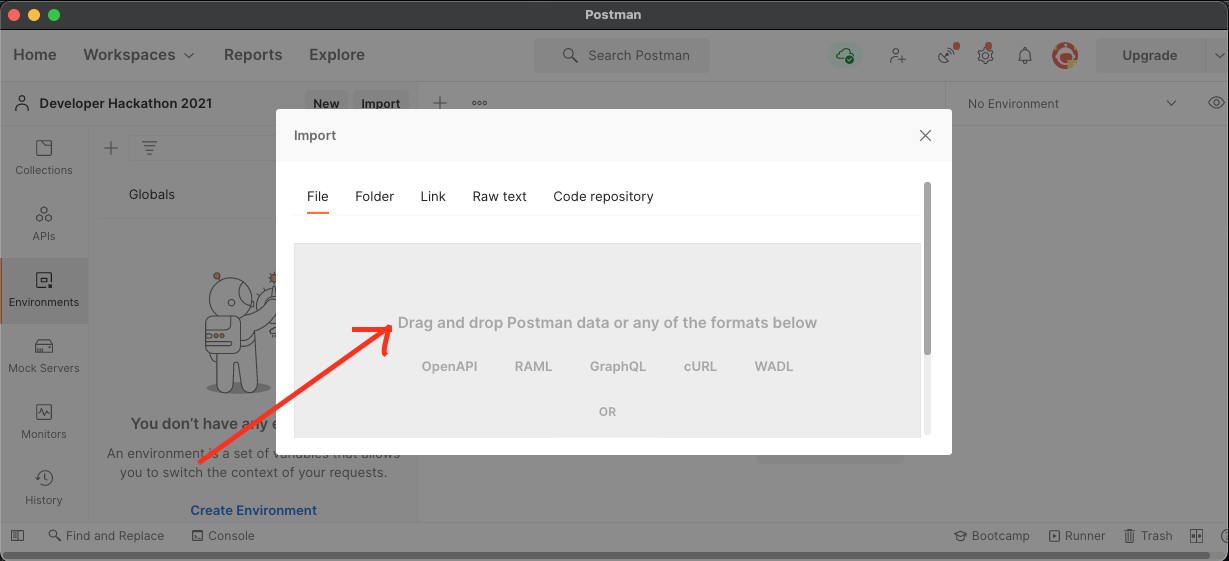 Postman
Home Workspaces Reports Explore Search Postman Upgrade
Developer Hackathon 2021 New Import No Environment
Import
File Folder Link Raw text Code repository
Collections
Globals
APIs
Environments
Mock Servers
Monitors
History
Drag and drop Postman data or any of the formats below
OpenAPI RAML GraphQL cURL WADL
OR
You don't have any
An environment is a set of variables that allows
you to switch the context of your requests.
Create Environment
Find and Replace Console Bootcamp Runner Trash